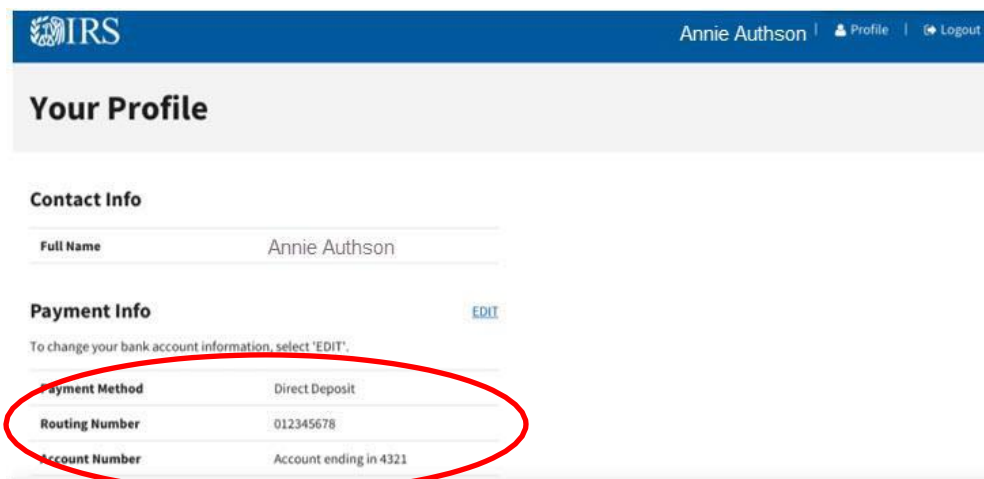 IRS
Annie Authson | Profile | Logout
Your Profile
Contact Info
Full Name Annie Authson
Payment Info EDIT
To change your bank account information, select 'EDIT'.
Payment Method Direct Deposit
Routing Number 012345678
Account Number Account ending in 4321